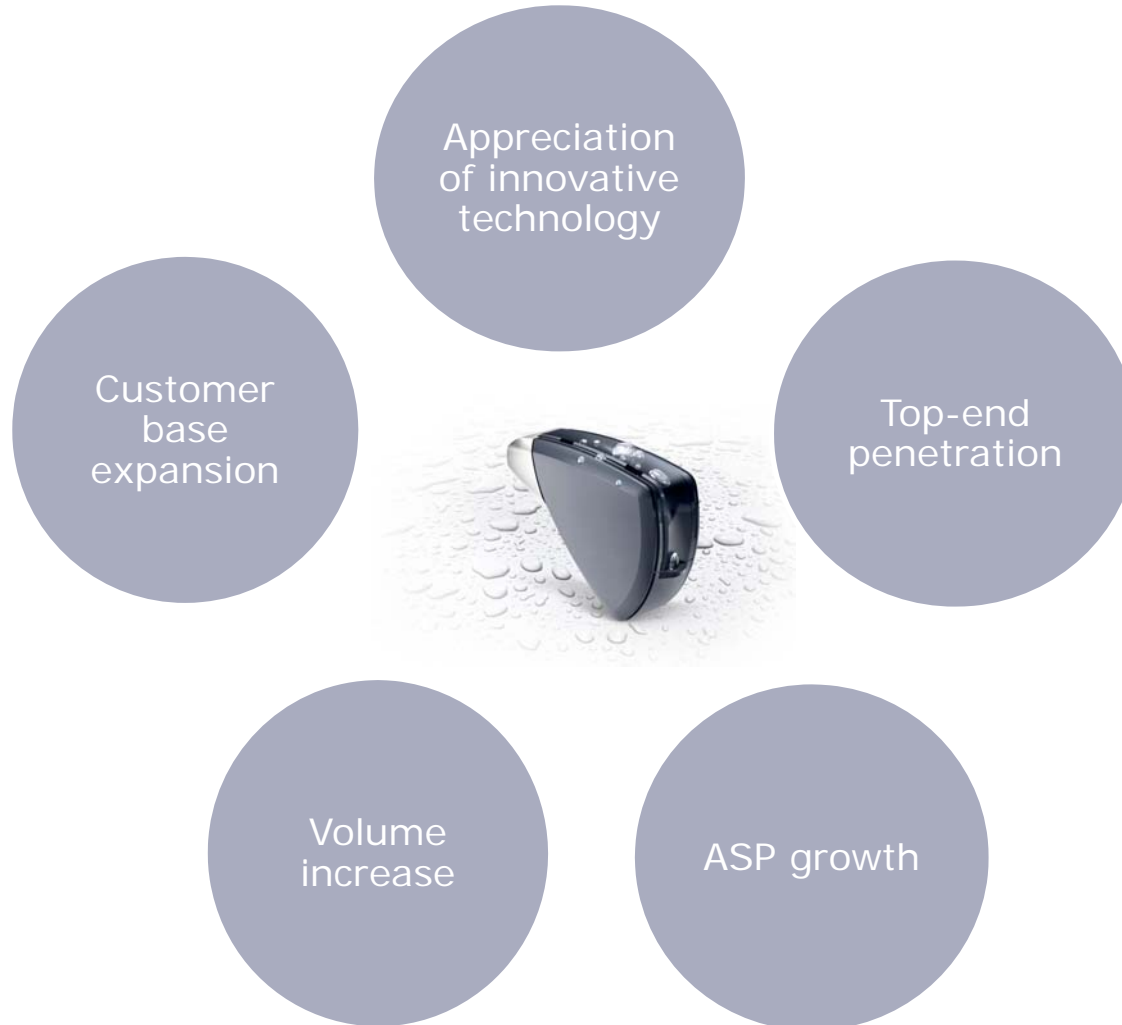 Appreciation
of innovative
technology
Customer
base
expansion
Top-end
penetration
Volume
increase
ASP growth